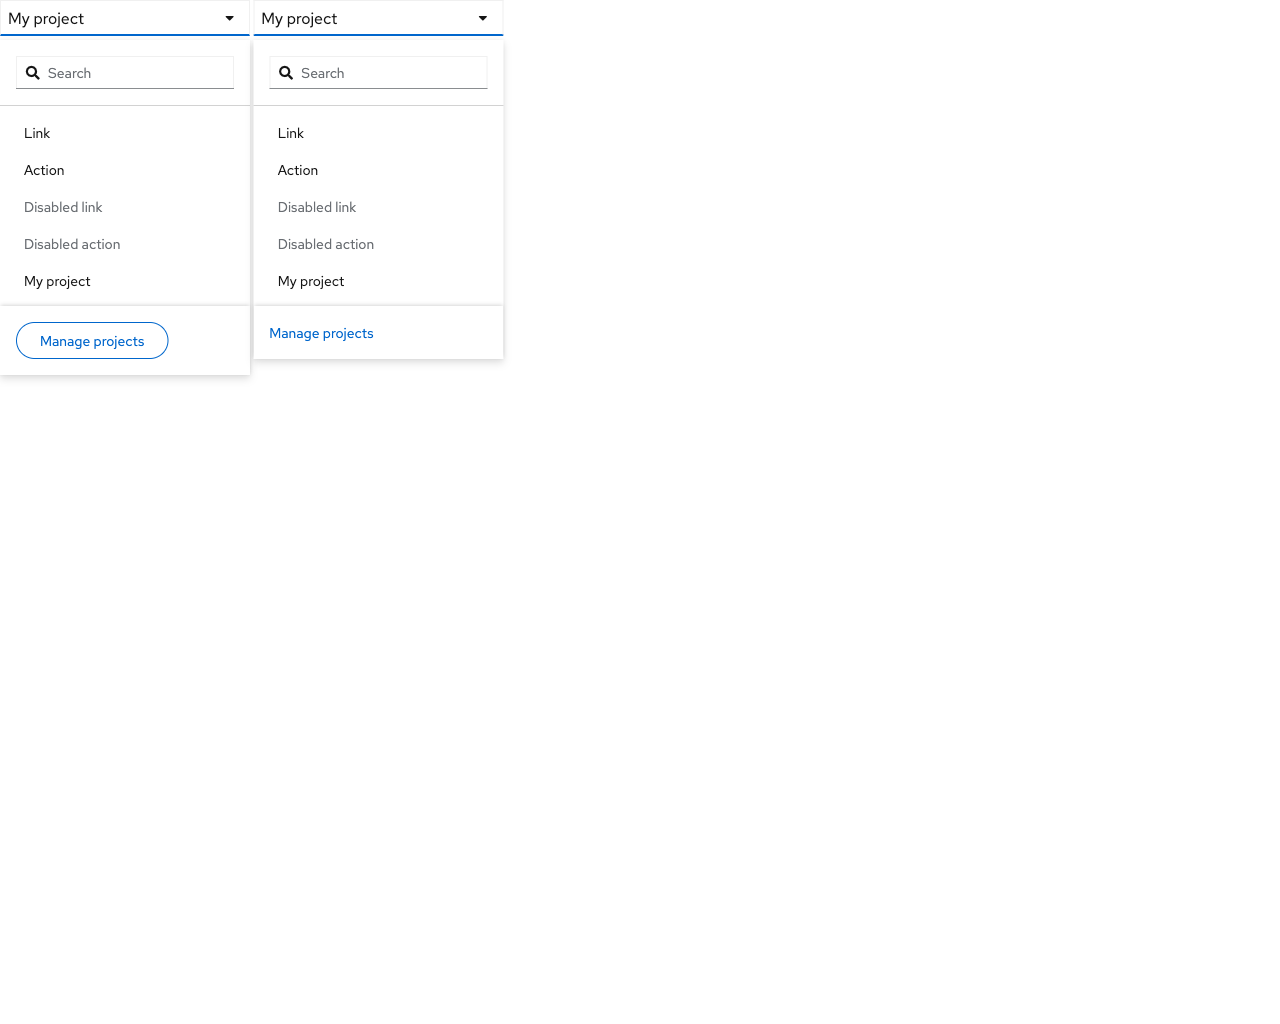 My project
Search
Link
Action
Disabled link
Disabled action
My project
Manage projects
My project
Search
Link
Action
Disabled link
Disabled action
My project
Manage projects